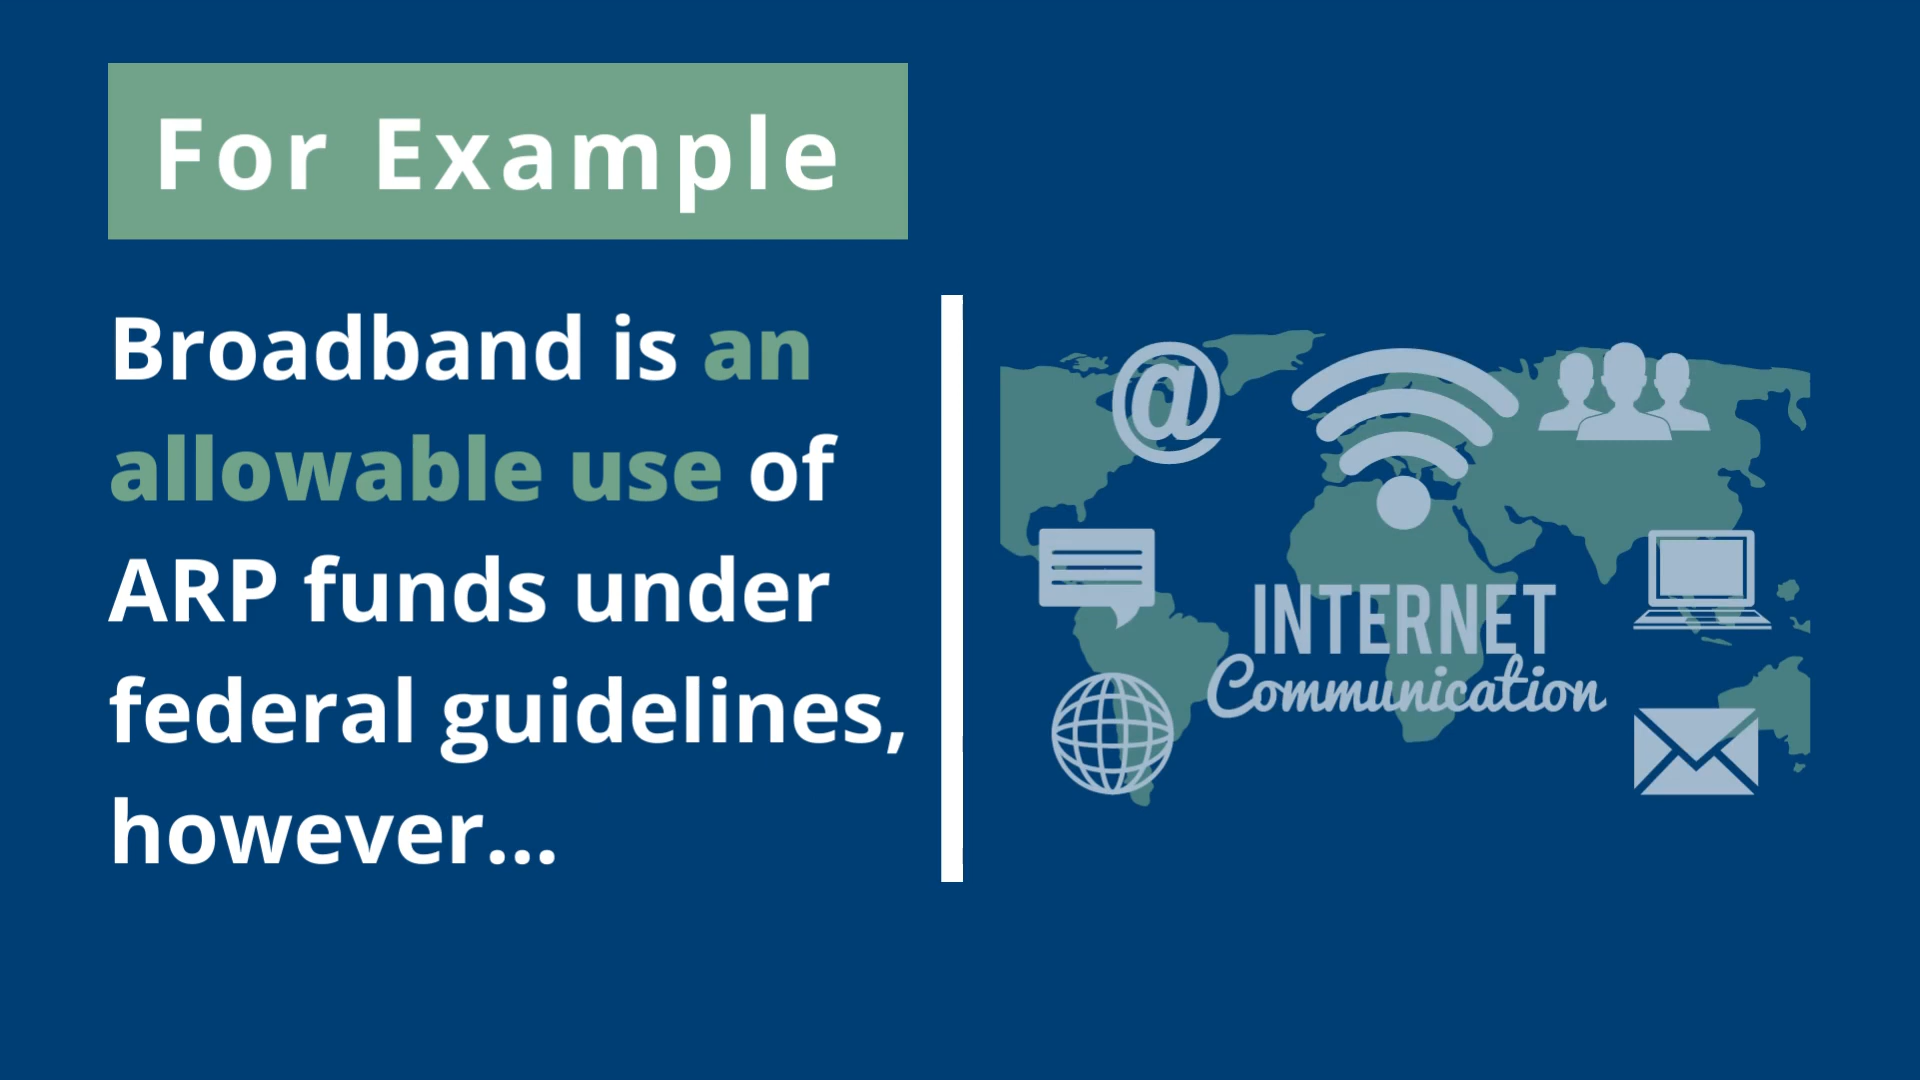 For Example
Broadband is an
allowable use of
ARP funds under
federal guidelines,
however...
@
INTERNET
Communication